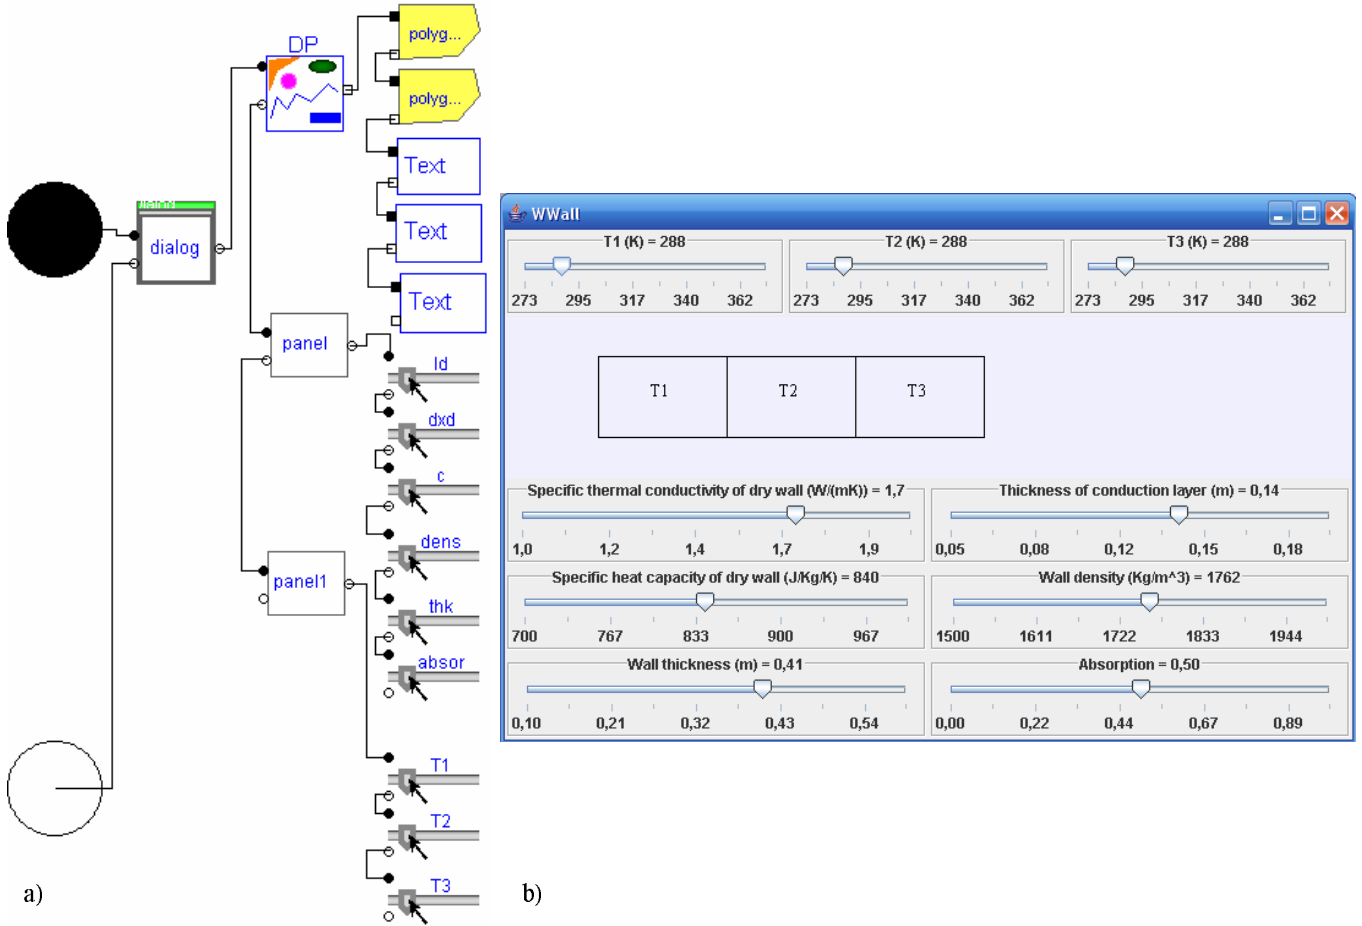 DP
polyg...
polyg...
Text
Text
Text
dialog
panel
ld
dxd
c
dens
thk
absor
panel1
T1
T2
T3
a)
WWall
T1 (K) = 288
T2 (K) = 288
T3 (K) = 288
273 295 317 340 362
273 295 317 340 362
273 295 317 340 362
T1 T2 T3
Specific thermal conductivity of dry wall (W/(mK)) = 1,7
Thickness of conduction layer (m) = 0,14
1,0 1,2 1,4 1,7 1,9
0,05 0,08 0,12 0,15 0,18
Specific heat capacity of dry wall (J/Kg/K) = 840
Wall density (Kg/m^3) = 1762
700 767 833 900 967
1500 1611 1722 1833 1944
Wall thickness (m) = 0,41
Absorption = 0,50
0,10 0,21 0,32 0,43 0,54
0,00 0,22 0,44 0,67 0,89
b)